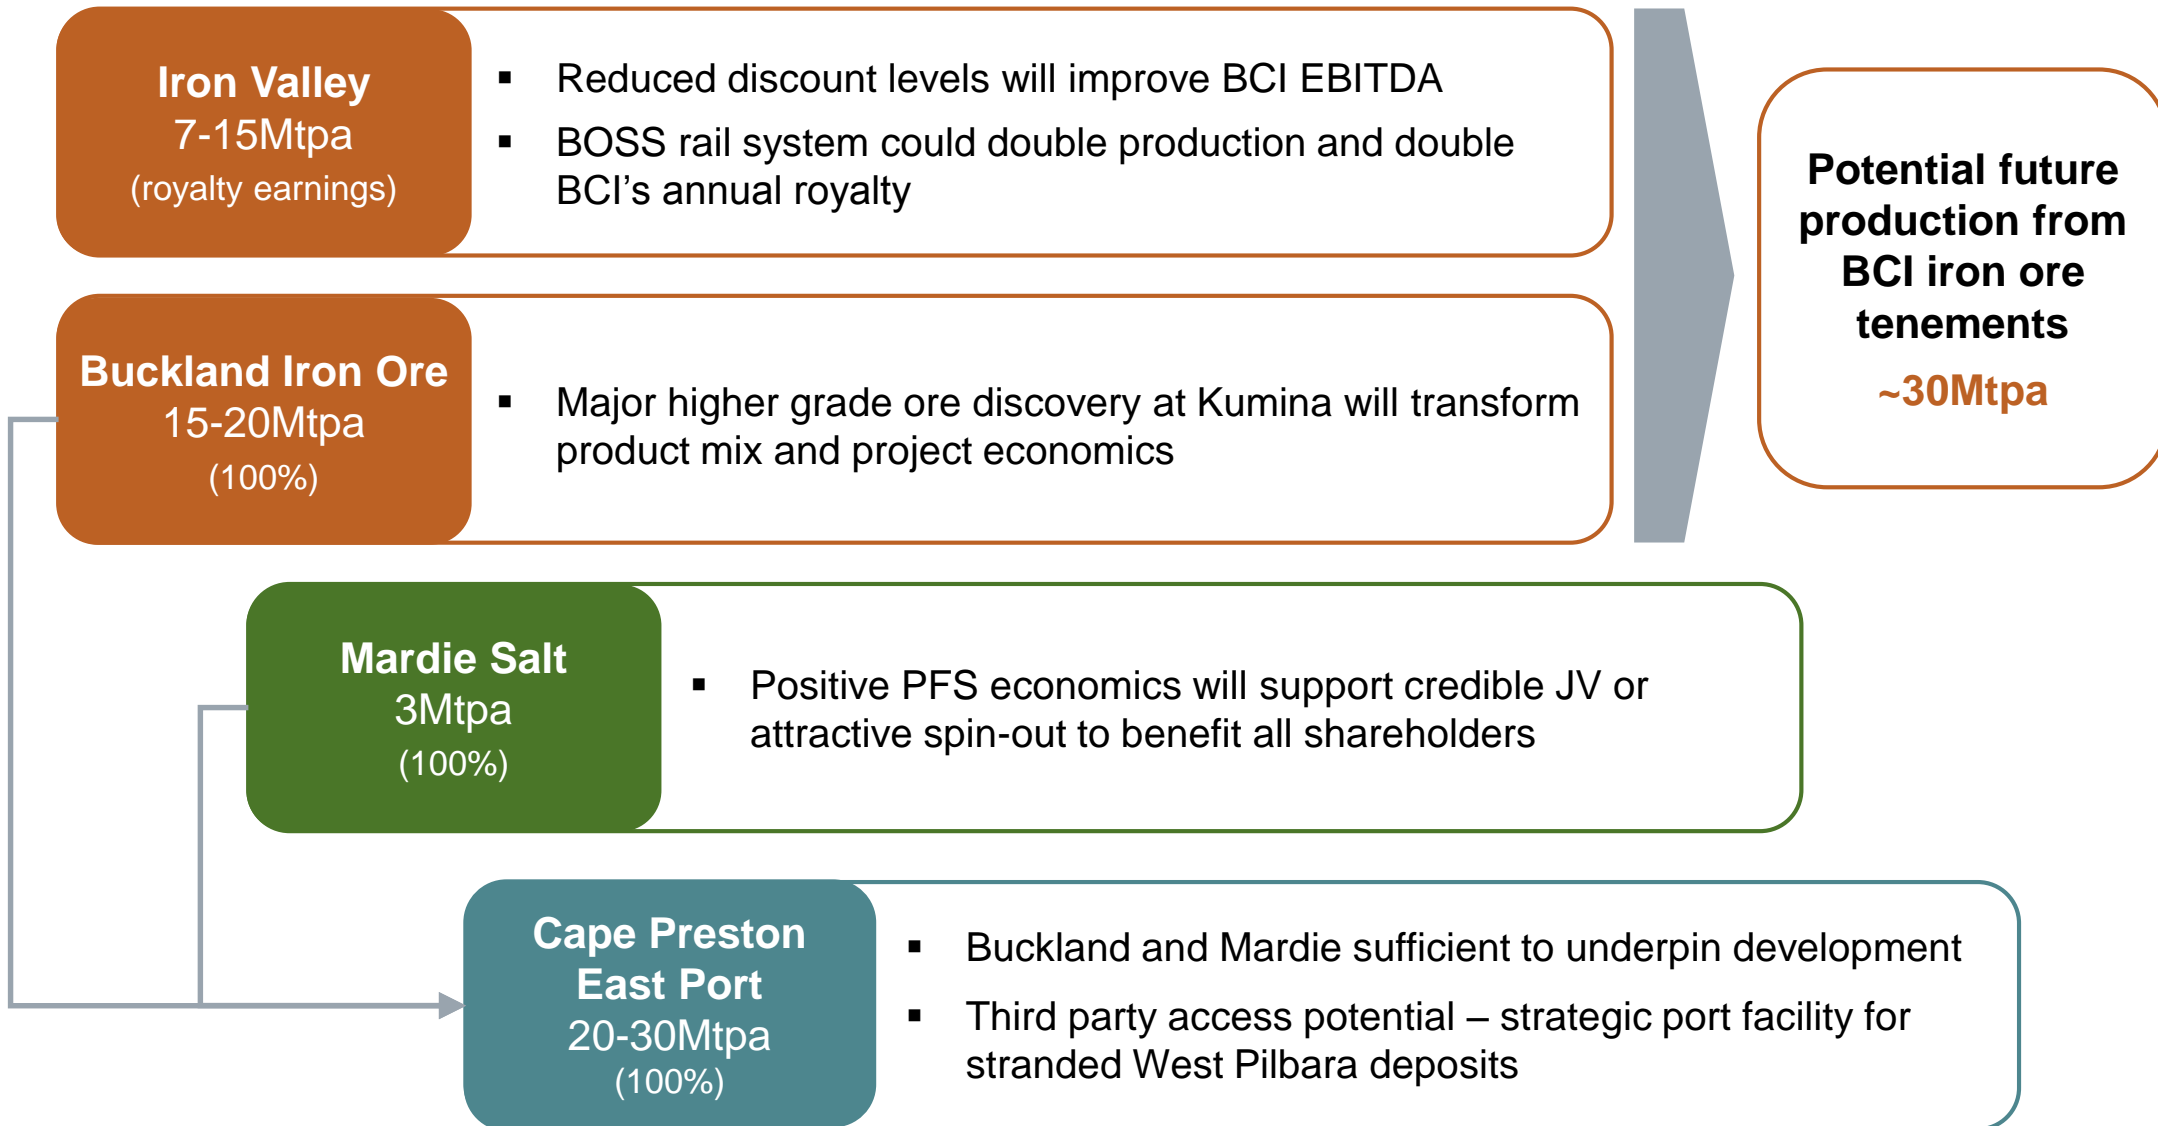 Iron Valley
7-15Mtpa
(royalty earnings)
▪ Reduced discount levels will improve BCI EBITDA
▪ BOSS rail system could double production and double
BCI’s annual royalty
Buckland Iron Ore
15-20Mtpa
(100%)
▪ Major higher grade ore discovery at Kumina will transform
product mix and project economics
Potential future
production from
BCI iron ore
tenements
~30Mtpa
Mardie Salt
3Mtpa
(100%)
▪ Positive PFS economics will support credible JV or
attractive spin-out to benefit all shareholders
Cape Preston
East Port
20-30Mtpa
(100%)
▪ Buckland and Mardie sufficient to underpin development
▪ Third party access potential – strategic port facility for
stranded West Pilbara deposits